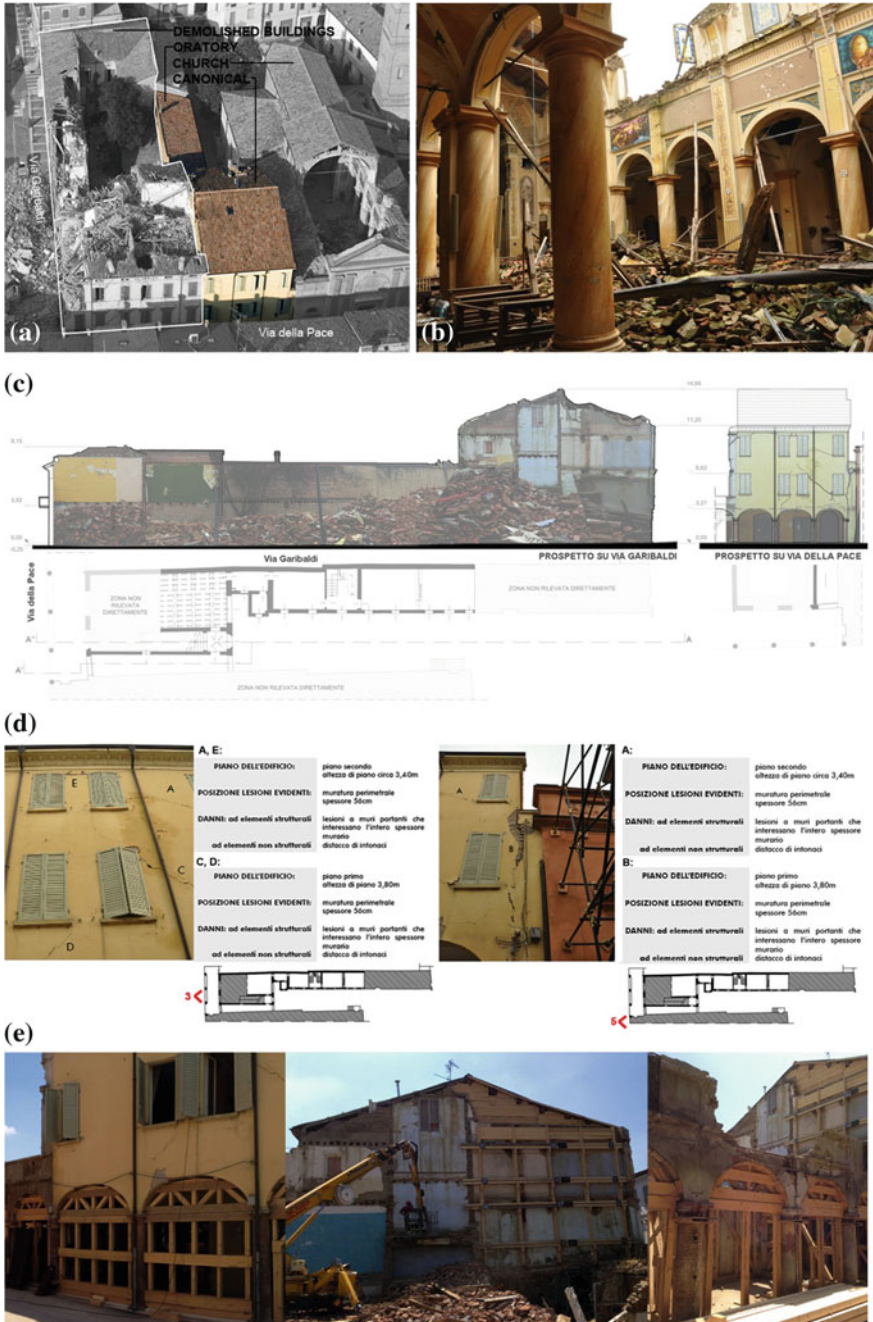 DEMOLISHED BUILDINGS
ORATORY
CHURCH
CANONICAL
Via Garibaldi
Via della Pace
(a)
(b)
(c)
14,95
11,20
9,15
3,52
0,00
-0,25
3,27
0,00
Via Garibaldi
PROSPETTO SU VIA GARIBALDI
PROSPETTO SU VIA DELLA PACE
Via della Pace
ZONA NON
RILEVATA
DIRETTAMENTE
ZONA NON RILEVATA DIRETTAMENTE
A"
A
A'
ZONA NON RILEVATA DIRETTAMENTE
(d)
E
A
C
D
A, E:
PIANO DELL'EDIFICIO: piano secondo
altezza di piano circa 3,40m
POSIZIONE LESIONI EVIDENTI: muratura perimetrale
spessore 56cm
DANNI: ad elementi strutturali lesioni a muri portanti che
interessano l'intero spessore
murario
ad elementi non strutturali distacco di intonaci
C, D:
PIANO DELL'EDIFICIO: piano primo
altezza di piano 3,80m
POSIZIONE LESIONI EVIDENTI: muratura perimetrale
spessore 56cm
DANNI: ad elementi strutturali lesioni a muri portanti che
interessano l'intero spessore
murario
ad elementi non strutturali distacco di intonaci
3
A
B
A:
PIANO DELL'EDIFICIO: piano secondo
altezza di piano circa 3,40m
POSIZIONE LESIONI EVIDENTI: muratura perimetrale
spessore 56cm
DANNI: ad elementi strutturali lesioni a muri portanti che
interessano l'intero spessore
murario
ad elementi non strutturali distacco di intonaci
B:
PIANO DELL'EDIFICIO: piano primo
altezza di piano 3,80m
POSIZIONE LESIONI EVIDENTI: muratura perimetrale
spessore 56cm
DANNI: ad elementi strutturali lesioni a muri portanti che
interessano l'intero spessore
murario
ad elementi non strutturali distacco di intonaci
5
(e)